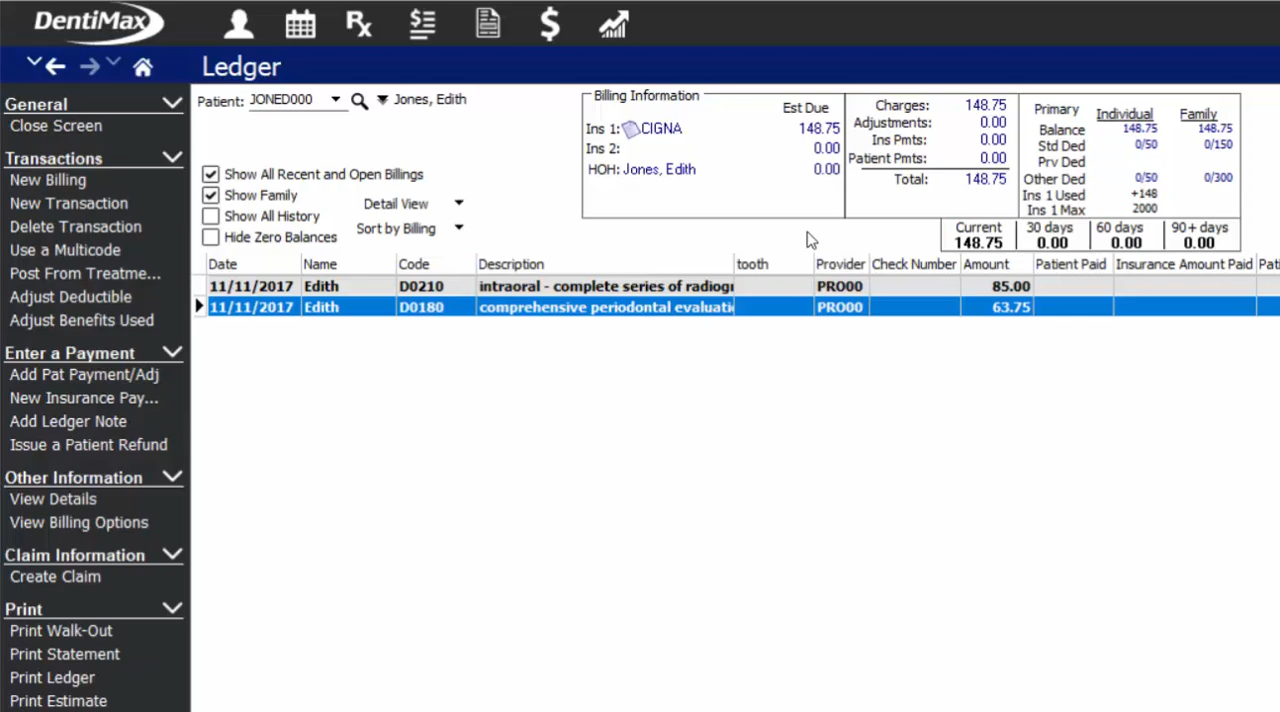 DentiMax
Rx
Ledger
General
Close Screen
Transactions
New Billing
New Transaction
Delete Transaction
Use a Multicode
Post From Treatme...
Adjust Deductible
Adjust Benefits Used
Enter a Payment
Add Pat Payment/Adj
New Insurance Pay...
Add Ledger Note
Issue a Patient Refund
Other Information
View Details
View Billing Options
Claim Information
Create Claim
Print
Print Walk-Out
Print Statement
Print Ledger
Print Estimate
Patient: JONED000 Jones, Edith
Show All Recent and Open Billings
Show Family
Show All History
Hide Zero Balances
Detail View
Sort by Billing
Billing Information
Est Due
Ins 1: CIGNA 148.75
Ins 2: 0.00
HOH: Jones, Edith 0.00
Charges: 148.75
Adjustments: 0.00
Ins Pmts: 0.00
Patient Pmts: 0.00
Total: 148.75
Primary Individual Family
Balance 148.75 148.75
Std Ded 0/50 0/150
Prv Ded
Other Ded 0/50 0/300
Ins 1 Used +148
Ins 1 Max 2000
Current 30 days 60 days 90+ days
148.75 0.00 0.00 0.00
Date Name Code Description tooth Provider Check Number Amount Patient Paid Insurance Amount Paid Pati
11/11/2017 Edith D0210 intraoral - complete series of radiogr PRO00 85.00
11/11/2017 Edith D0180 comprehensive periodontal evaluati PRO00 63.75